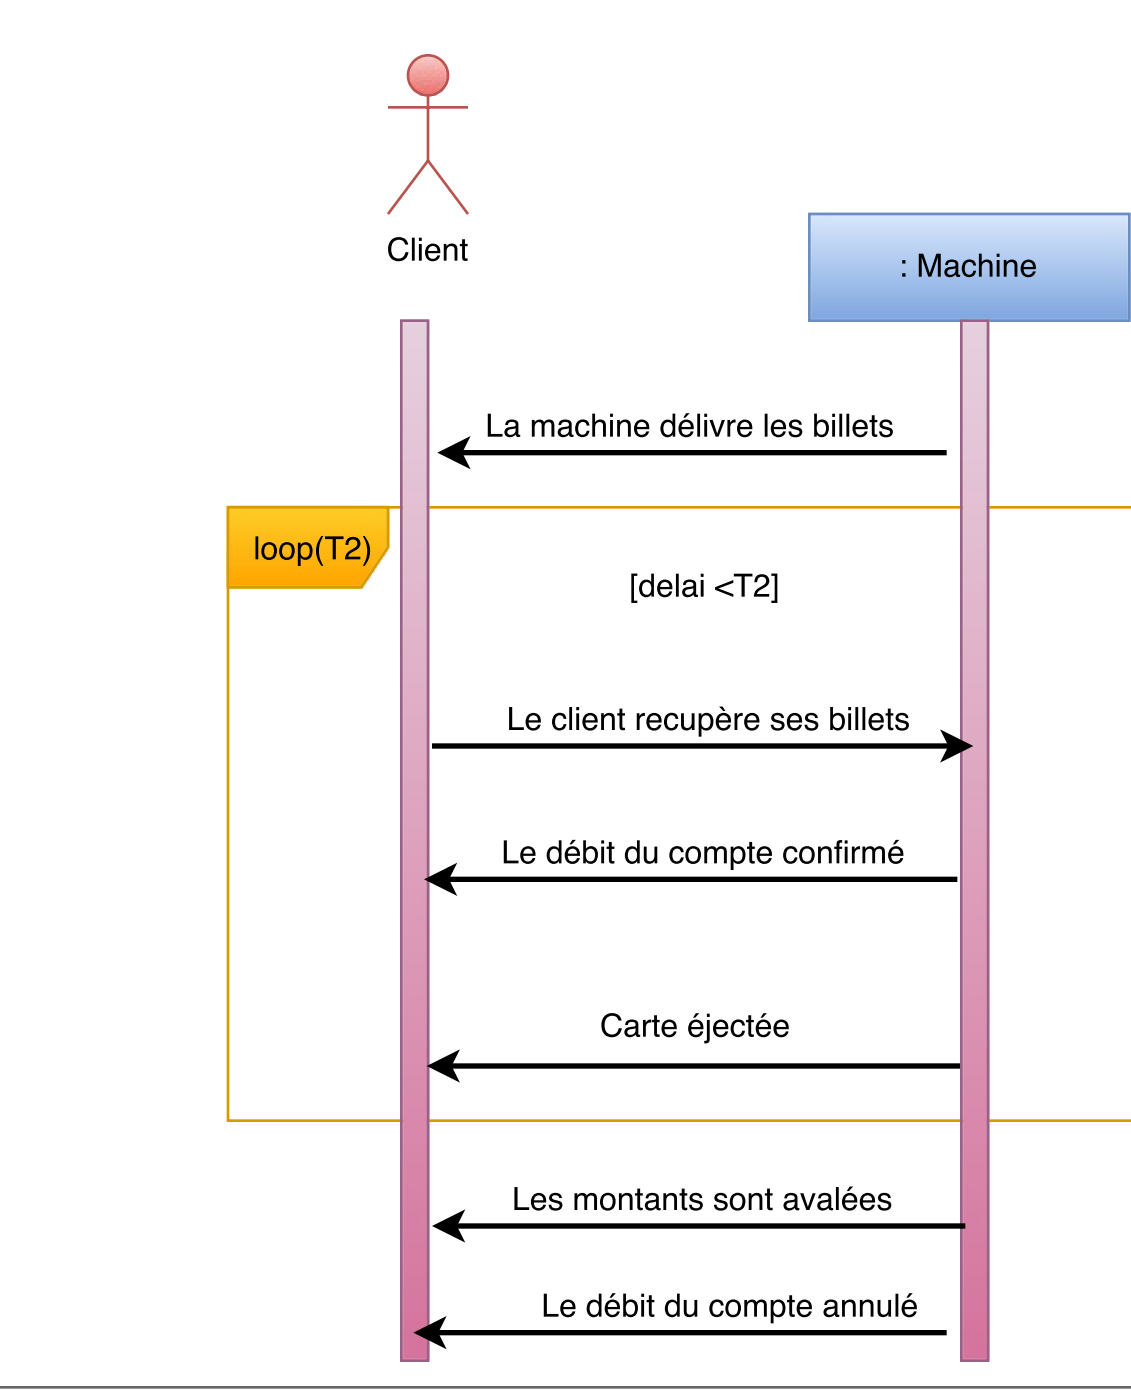 Client
: Machine
La machine délivre les billets
loop(T2)
[delai <T2]
Le client recupère ses billets
Le débit du compte confirmé
Carte éjectée
Les montants sont avalées
Le débit du compte annulé